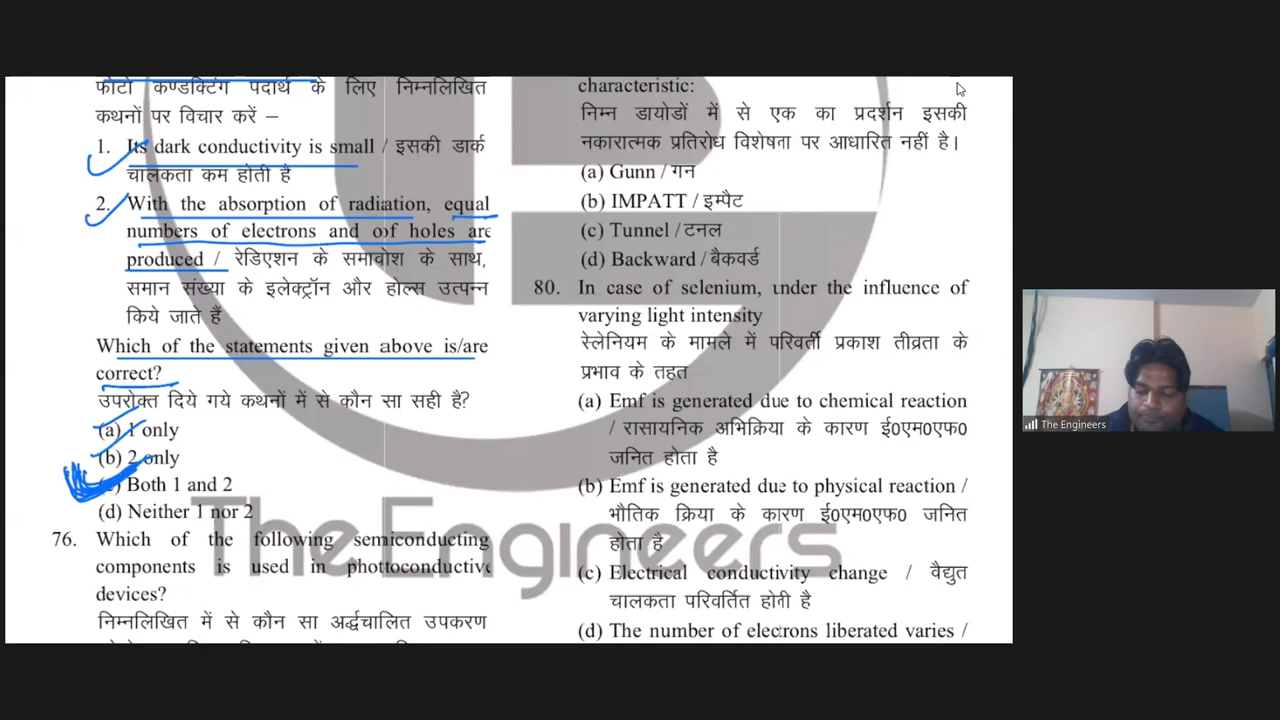 फोटो कण्डक्टिंग पदार्थ के लिए निम्नलिखित
कथनों पर विचार करें –
1. Its dark conductivity is small / इसकी डार्क
चालकता कम होती है
2. With the absorption of radiation, equal
numbers of electrons and of holes are
produced / रेडिएशन के समावोश के साथ,
समान संख्या के इलेक्ट्रॉन और होल्स उत्पन्न
किये जाते हैं
Which of the statements given above is/are
correct?
उपरोक्त दिये गये कथनों में से कौन सा सही है?
(a) 1 only
(b) 2 only
(c) Both 1 and 2
(d) Neither 1 nor 2
76. Which of the following semiconducting
components is used in phottoconductive
devices?
निम्नलिखित में से कौन सा अर्द्धचालित उपकरण
characteristic:
निम्न डायोडों में से एक का प्रदर्शन इसकी
नकारात्मक प्रतिरोध विशेषता पर आधारित नहीं है।
(a) Gunn / गन
(b) IMPATT / इम्पैट
(c) Tunnel / टनल
(d) Backward / बैकवर्ड
80. In case of selenium, under the influence of
varying light intensity
सेलेनियम के मामले में परिवर्ती प्रकाश तीव्रता के
प्रभाव के तहत
(a) Emf is generated due to chemical reaction
/ रासायनिक अभिक्रिया के कारण ई0एम0एफ0
जनित होता है
(b) Emf is generated due to physical reaction /
भौतिक क्रिया के कारण ई0एम0एफ0 जनित
होता है
(c) Electrical conductivity change / वैद्युत
चालकता परिवर्तित होती है
(d) The number of electrons liberated varies /
The Engineers
The Engineers